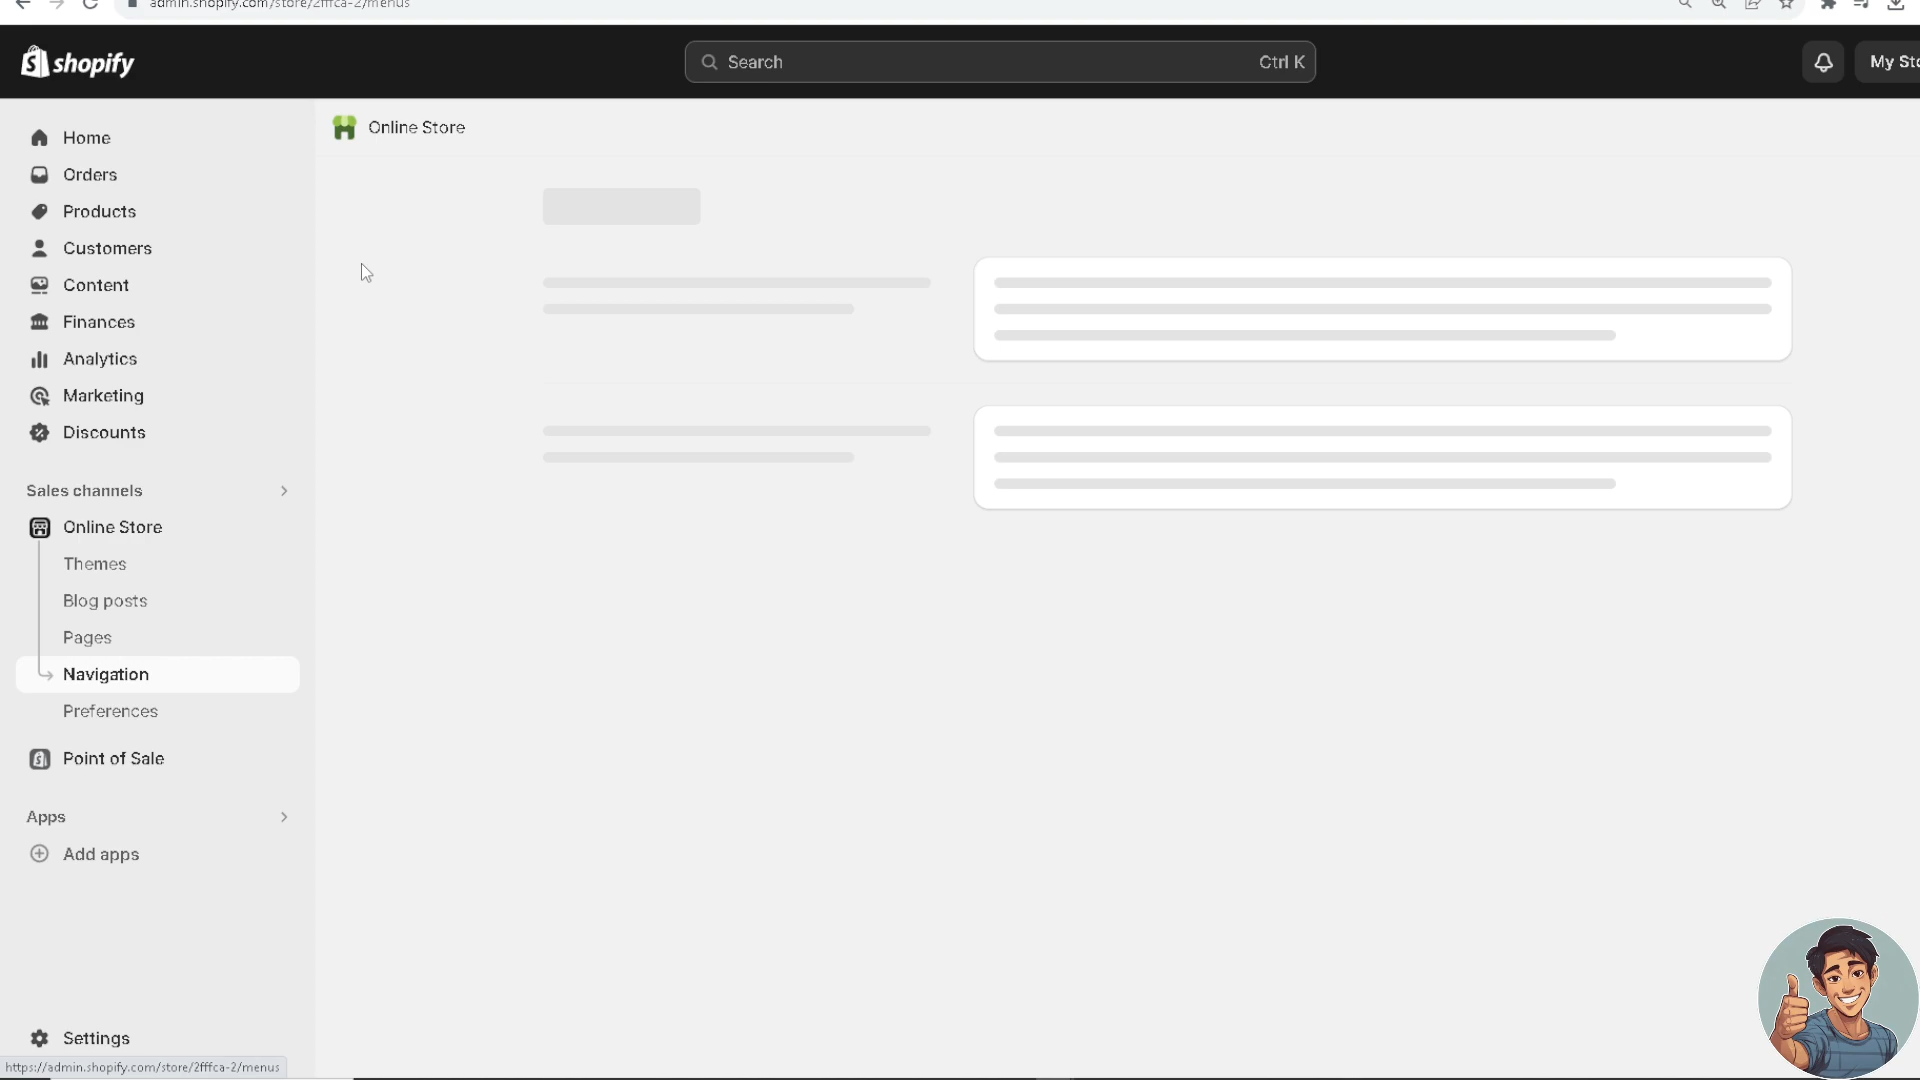 admin.shopify.com/store/2fffca-2/menus
shopify
Search
Ctrl K
My Sto
Online Store
Home
Orders
Products
Customers
Content
Finances
Analytics
Marketing
Discounts
Sales channels
Online Store
Themes
Blog posts
Pages
Navigation
Preferences
Point of Sale
Apps
Add apps
Settings
https://admin.shopify.com/store/2fffca-2/menus